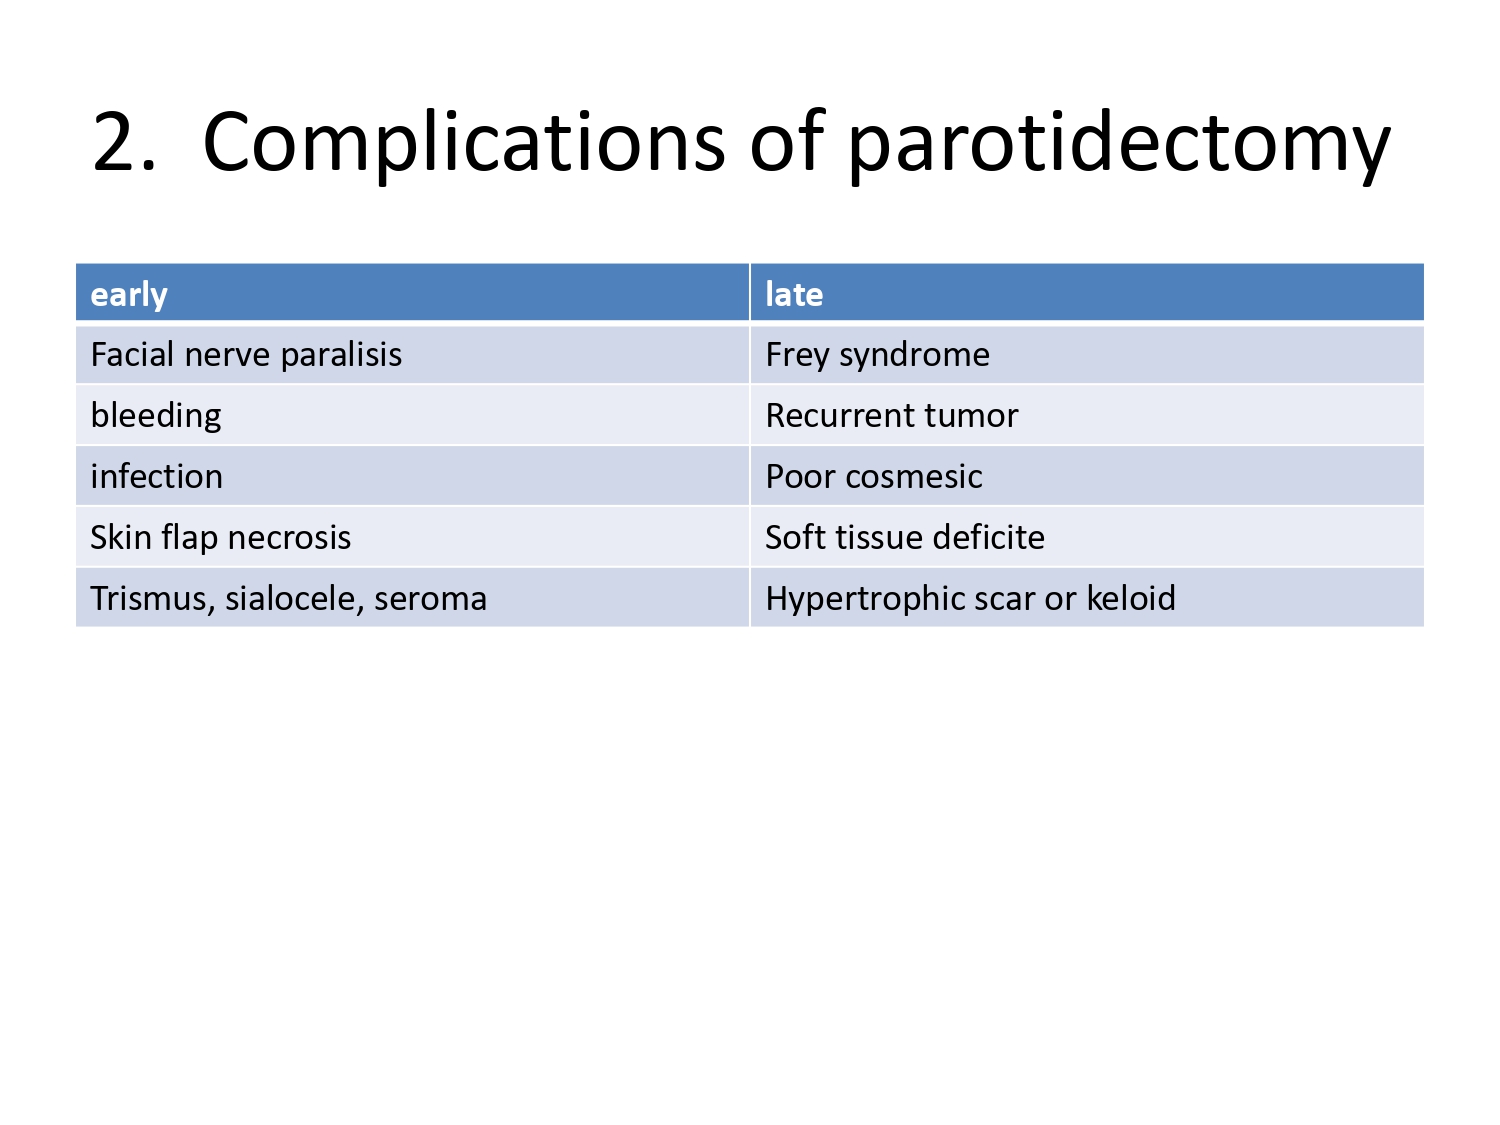 2. Complications of parotidectomy
early late
Facial nerve paralisis Frey syndrome
bleeding Recurrent tumor
infection Poor cosmesic
Skin flap necrosis Soft tissue deficite
Trismus, sialocele, seroma Hypertrophic scar or keloid